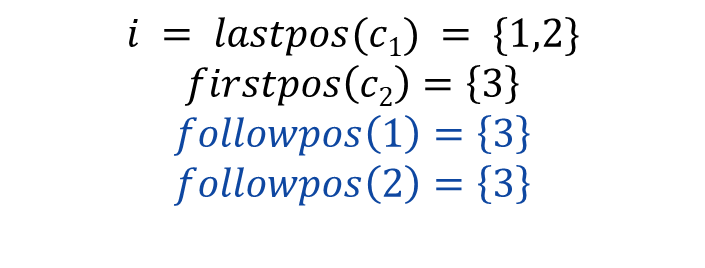 i = lastpos(c₁) = {1,2}
firstpos(c₂) = {3}
followpos(1) = {3}
followpos(2) = {3}